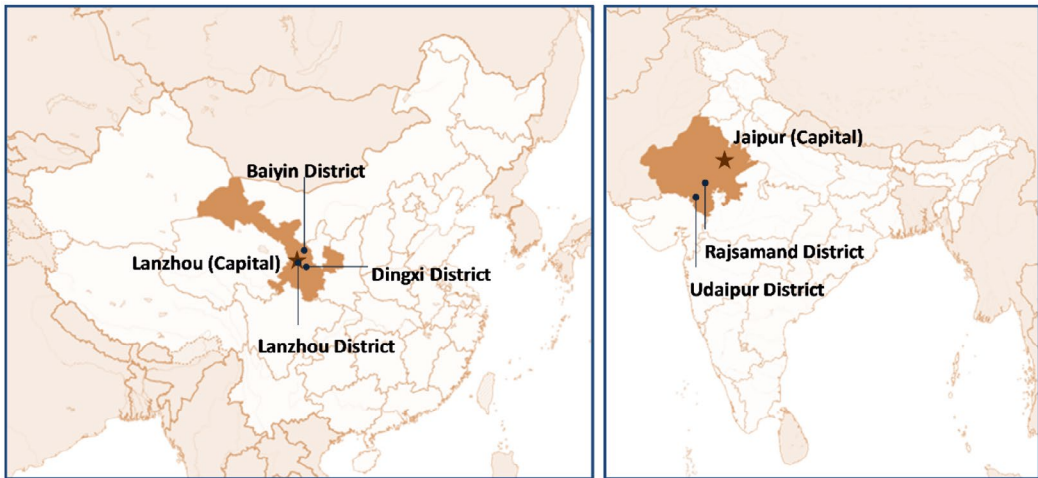 Baiyin District
Lanzhou (Capital)
Dingxi District
Lanzhou District
Jaipur (Capital)
Rajsamand District
Udaipur District